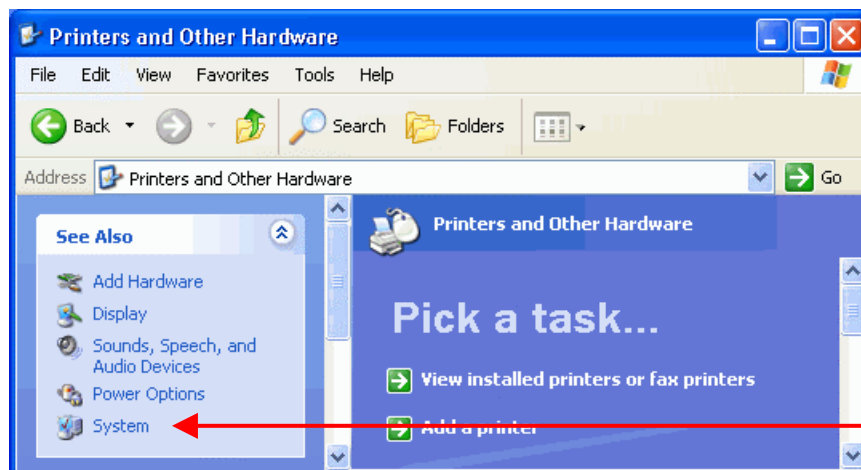 Printers and Other Hardware
File Edit View Favorites Tools Help
Back Search Folders
Address Printers and Other Hardware Go
See Also
Add Hardware
Display
Sounds, Speech, and
Audio Devices
Power Options
System
Printers and Other Hardware
Pick a task...
View installed printers or fax printers
Add a printer